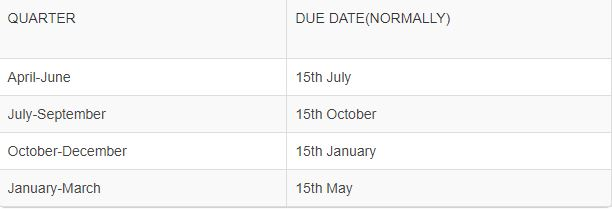 QUARTER DUE DATE(NORMALLY)
April-June 15th July
July-September 15th October
October-December 15th January
January-March 15th May